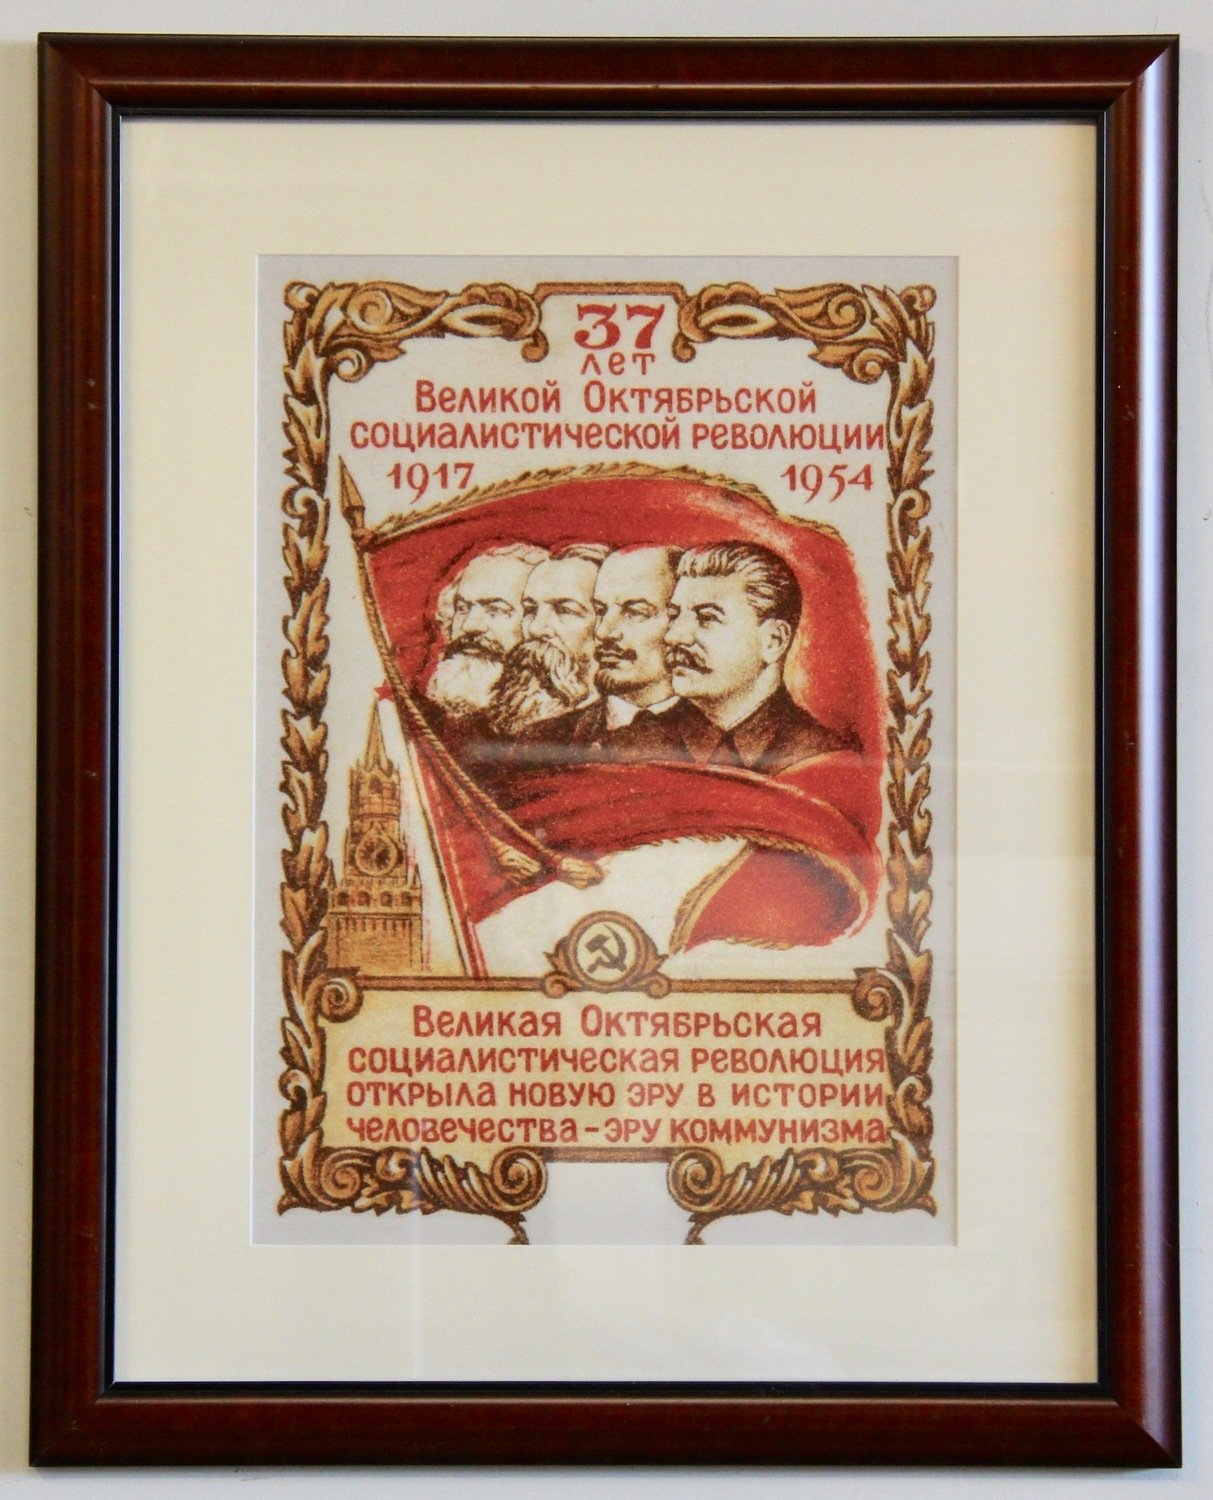 37
лет
Великой Октябрьской
социалистической революции
1917 1954
Великая Октябрьская
социалистическая революция
открыла новую эру в истории
человечества - эру коммунизма